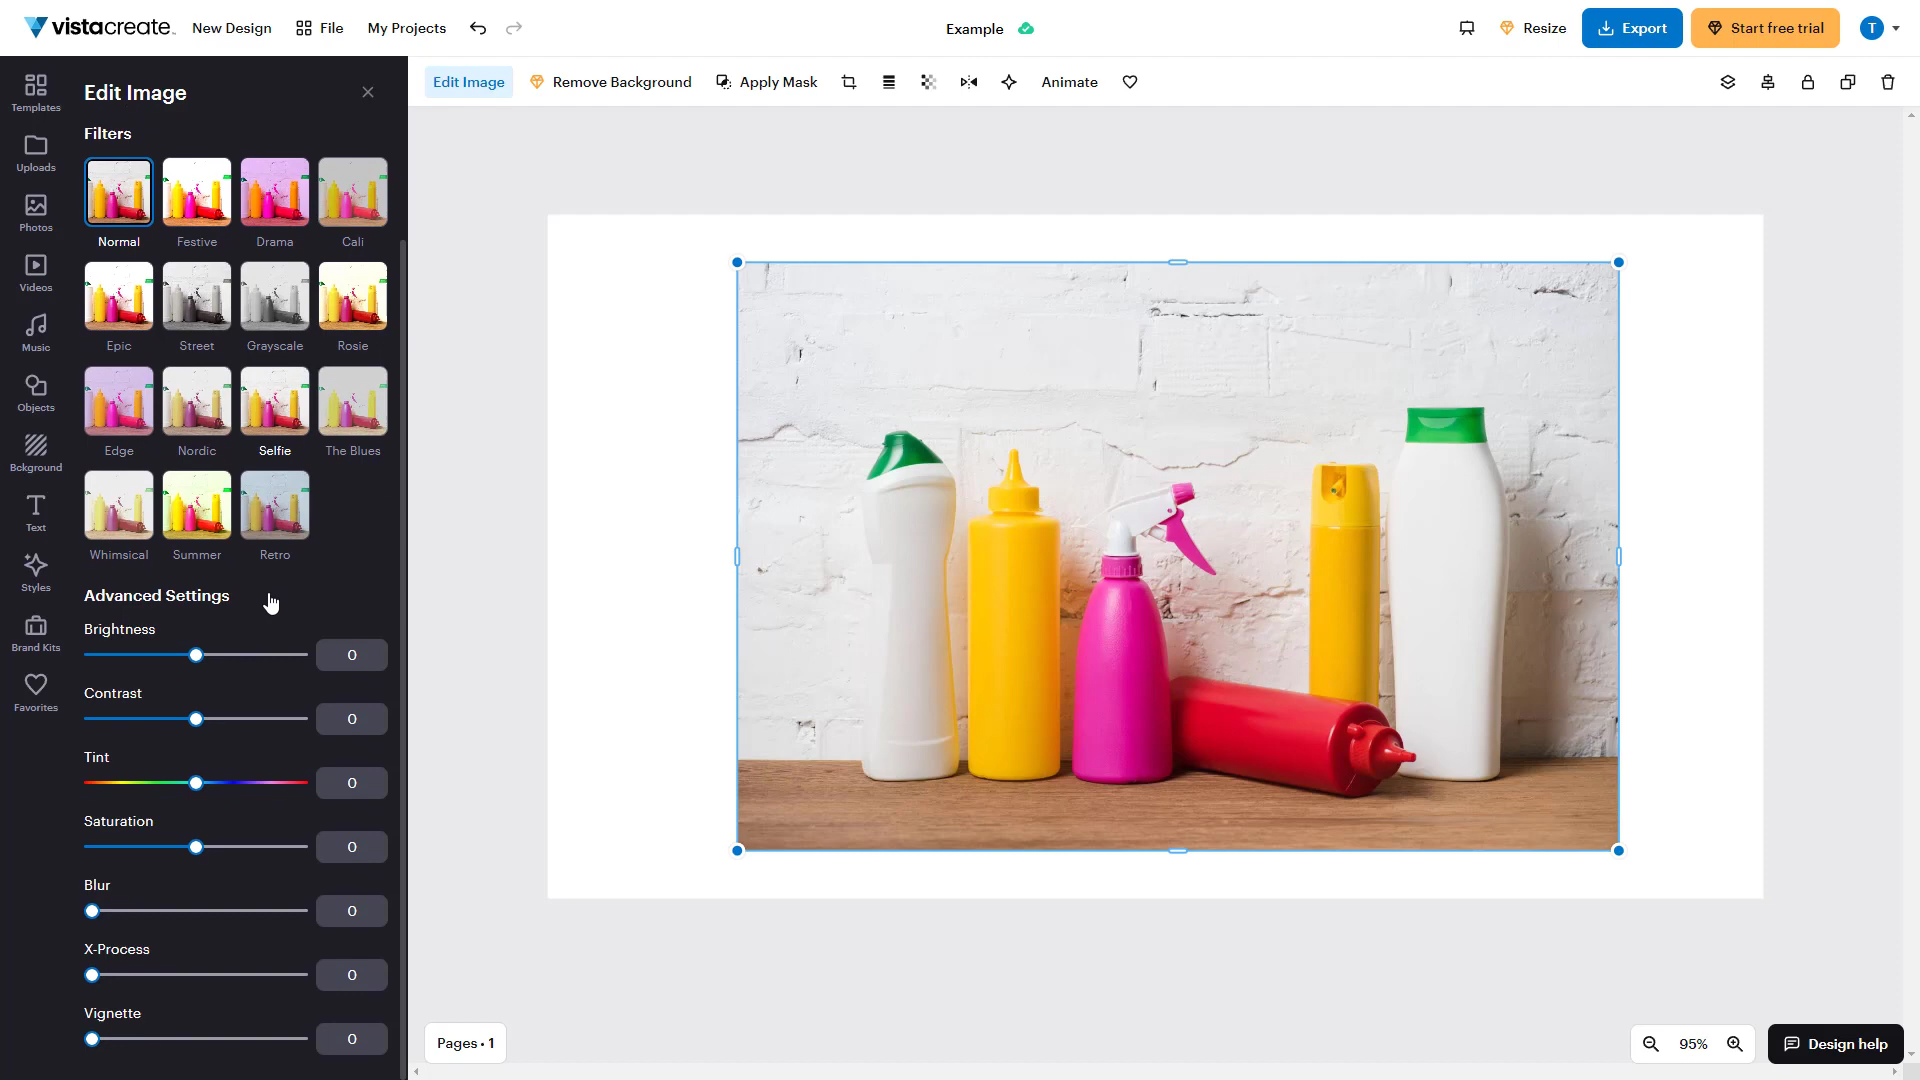 vistacreate. New Design File My Projects Example Resize Export Start free trial T
Edit Image Remove Background Apply Mask Animate
Templates
Uploads
Photos
Videos
Music
Objects
Bckground
Text
Styles
Brand Kits
Favorites
Edit Image
Filters
Normal Festive Drama Cali
Epic Street Grayscale Rosie
Edge Nordic Selfie The Blues
Whimsical Summer Retro
Advanced Settings
Brightness
0
Contrast
0
Tint
0
Saturation
0
Blur
0
X-Process
0
Vignette
0
Pages • 1
95%
Design help